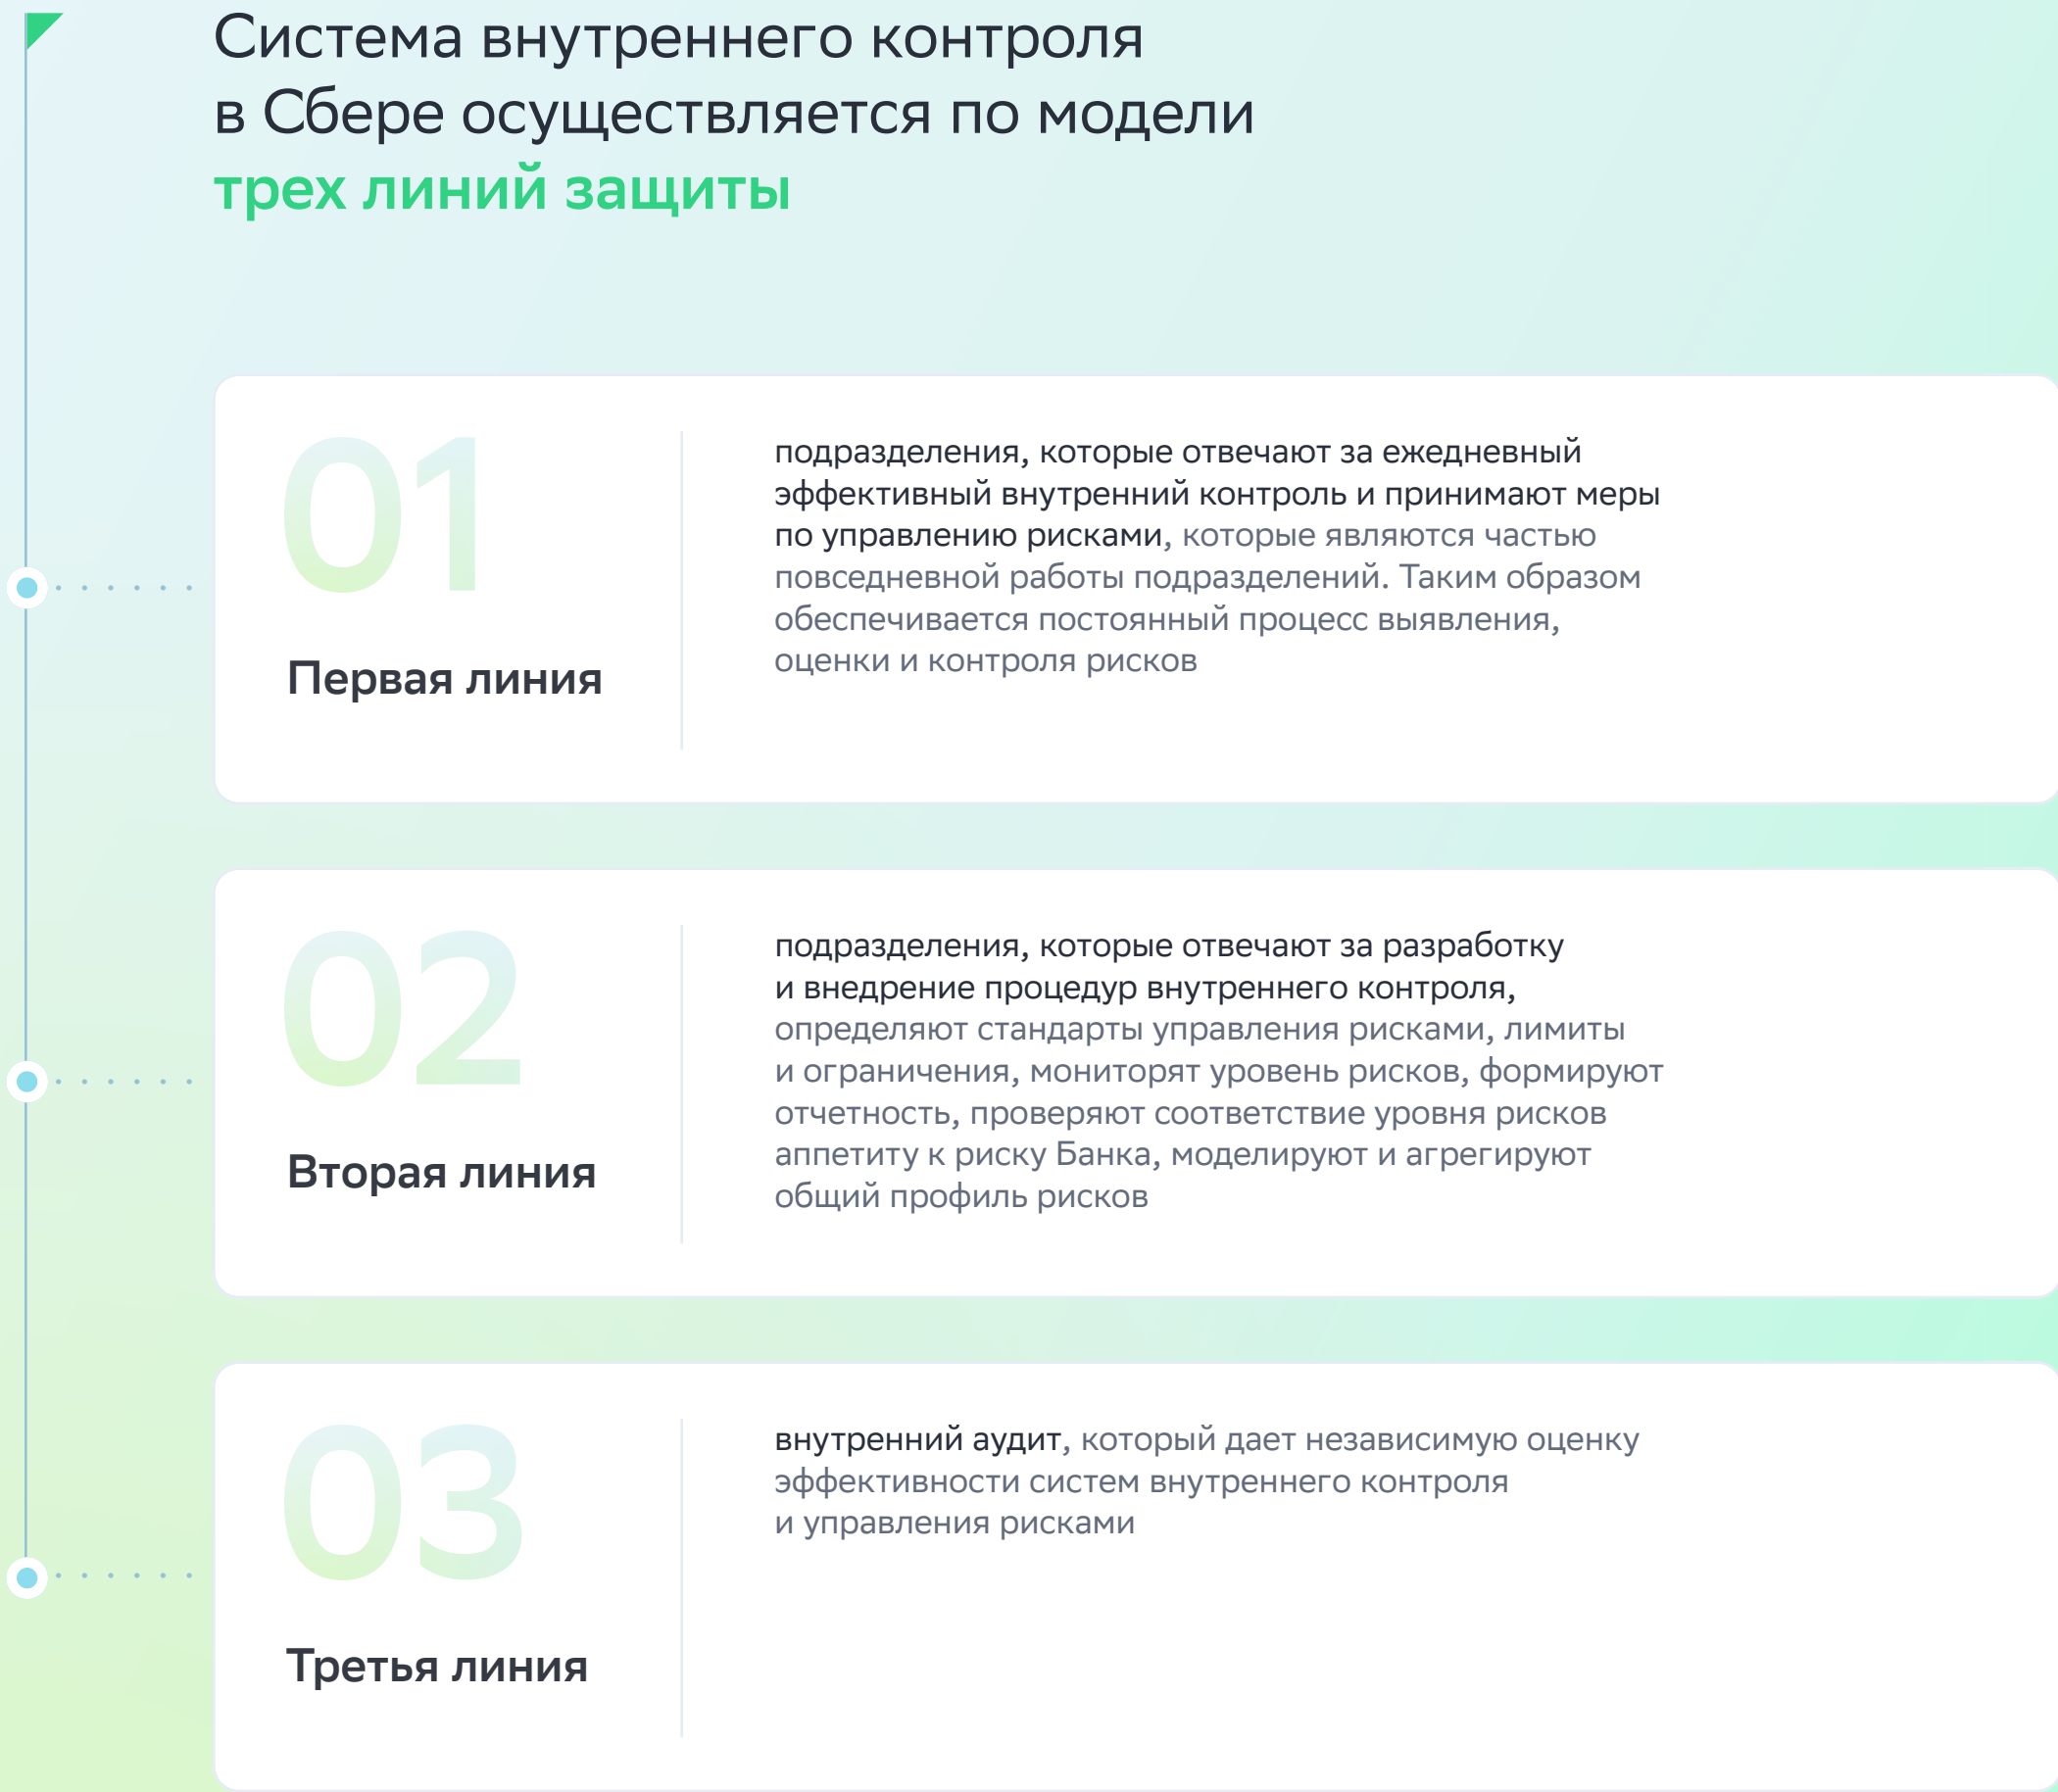 Система внутреннего контроля
в Сбере осуществляется по модели
трех линий защиты
01
Первая линия
подразделения, которые отвечают за ежедневный
эффективный внутренний контроль и принимают меры
по управлению рисками, которые являются частью
повседневной работы подразделений. Таким образом
обеспечивается постоянный процесс выявления,
оценки и контроля рисков
02
Вторая линия
подразделения, которые отвечают за разработку
и внедрение процедур внутреннего контроля,
определяют стандарты управления рисками, лимиты
и ограничения, мониторят уровень рисков, формируют
отчетность, проверяют соответствие уровня рисков
аппетиту к риску Банка, моделируют и агрегируют
общий профиль рисков
03
Третья линия
внутренний аудит, который дает независимую оценку
эффективности систем внутреннего контроля
и управления рисками